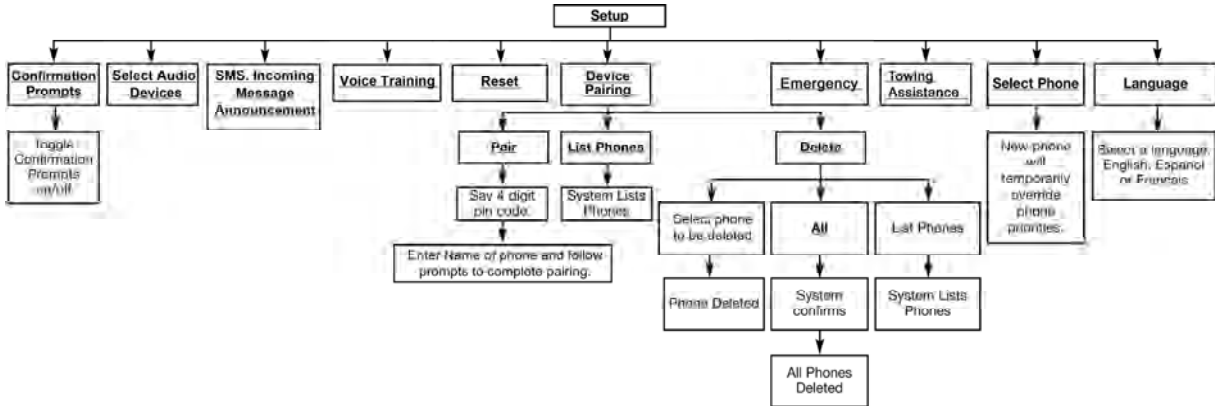 Setup
Confirmation
Prompts
Select Audio
Devices
SMS. Incoming
Message
Announcement
Voice Training
Reset
Device
Pairing
Emergency
Towing
Assistance
Select Phone
Language
Toggle
Confirmation
Prompts
on/off
Pair
List Phones
Delete
New phone
will
temporarily
override
phone
priorities.
Select a language,
English, Espanol
or Francais
Say 4 digit
pin code.
System Lists
Phones
Select phone
to be deleted
All
List Phones
Enter Name of phone and follow
prompts to complete pairing.
Phone Deleted
System
confirms
System Lists
Phones
All Phones
Deleted